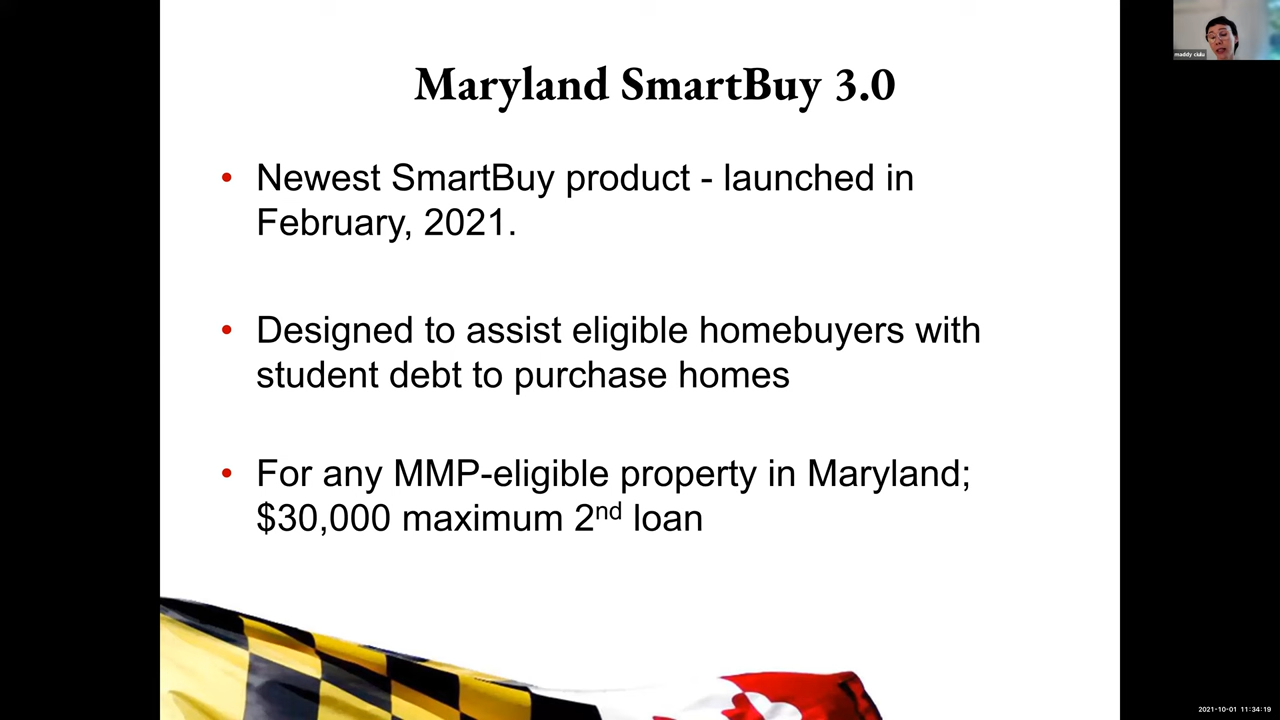 Maryland SmartBuy 3.0
• Newest SmartBuy product - launched in
February, 2021.
• Designed to assist eligible homebuyers with
student debt to purchase homes
• For any MMP-eligible property in Maryland;
$30,000 maximum 2nd loan
maddy ciulu
2021-10-01 11:34:19